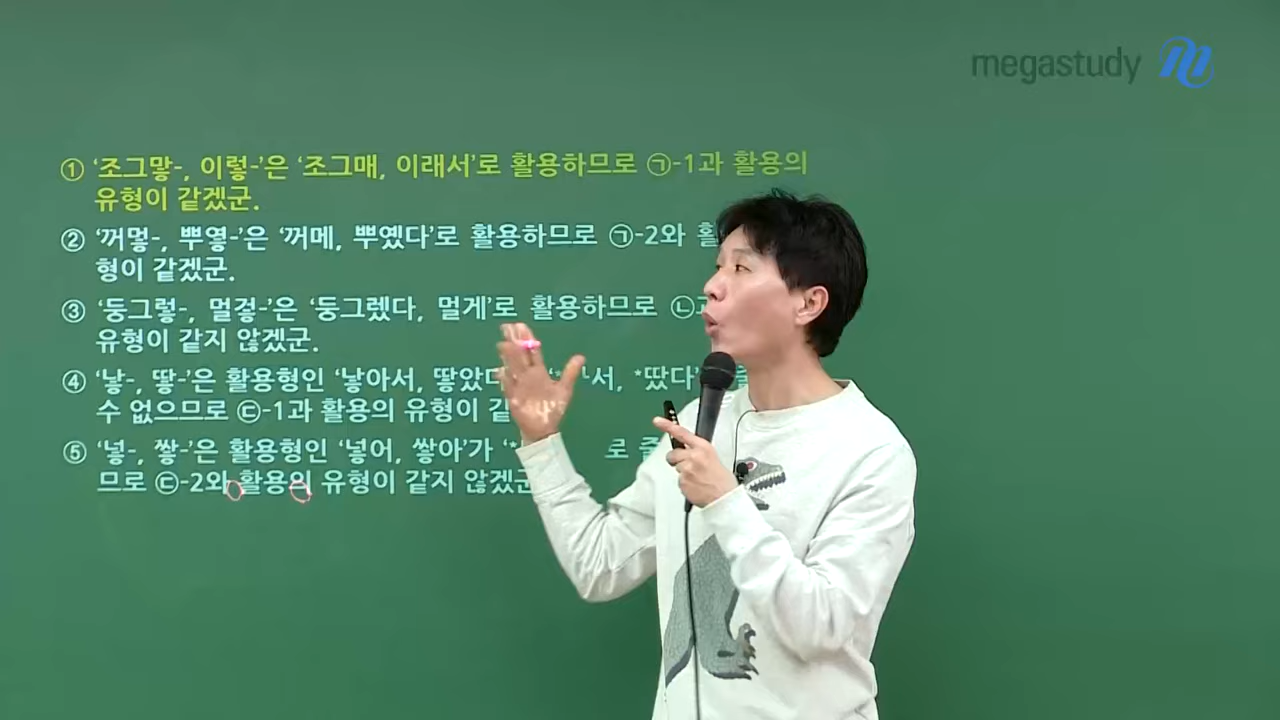 megastudy
① ‘조그맣-, 이렇-’은 ‘조그매, 이래서’로 활용하므로 ㉠-1과 활용의
유형이 같겠군.
② ‘꺼멓-, 뿌옇-’은 ‘꺼메, 뿌옜다’로 활용하므로 ㉠-2와
형이 같겠군.
③ ‘둥그렇-, 멀겋-’은 ‘둥그렜다, 멀게’로 활용하므로 ㉡
유형이 같지 않겠군.
④ ‘낳-, 땋-’은 활용형인 ‘낳아서, 땋았 서, *땄다’
수 없으므로 ㉢-1과 활용의 유형이
⑤ ‘넣-, 쌓-’은 활용형인 ‘넣어, 쌓아’가 ‘* 로
므로 ㉢-2와 활용의 유형이 같지 않겠군